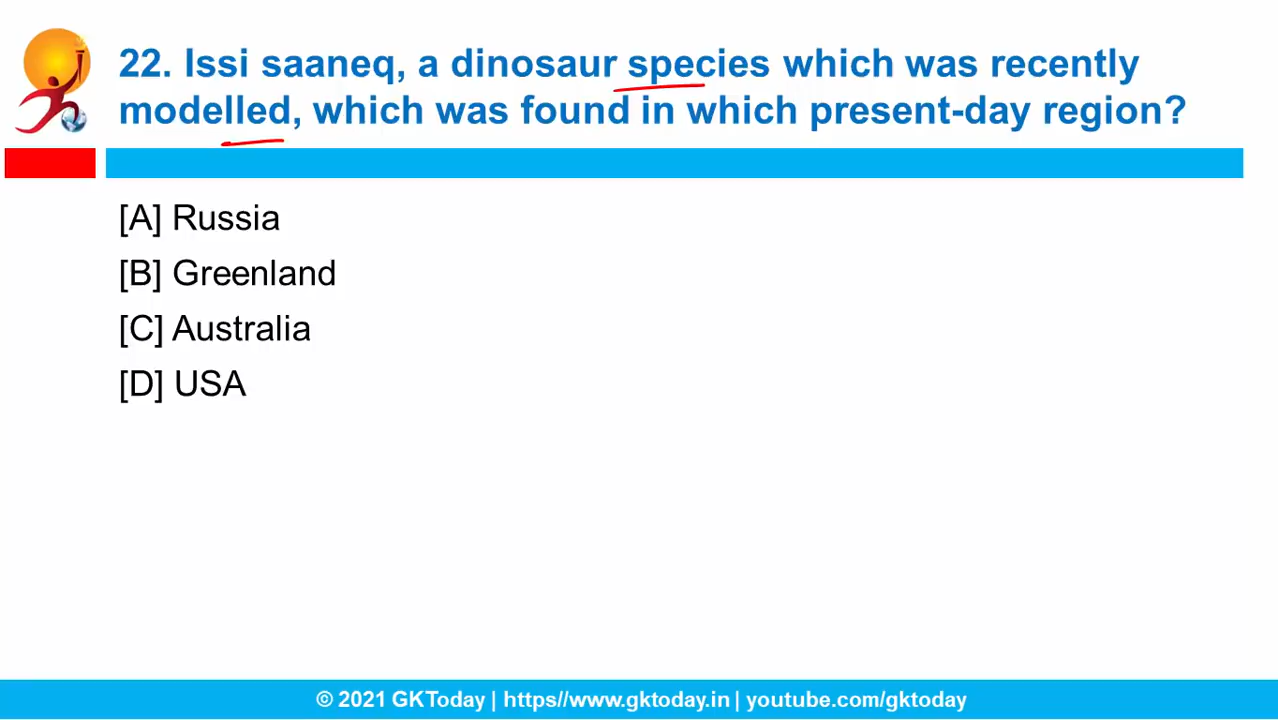 22. Issi saaneq, a dinosaur species which was recently
modelled, which was found in which present-day region?
[A] Russia
[B] Greenland
[C] Australia
[D] USA
© 2021 GKToday | https//www.gktoday.in | youtube.com/gktoday